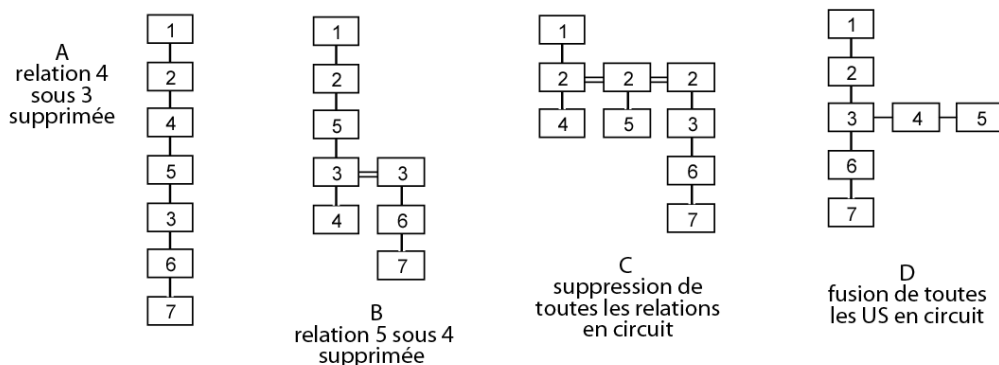 A
relation 4
sous 3
supprimée
1
2
4
5
3
6
7
1
2
5
3 3
4 6
7
B
relation 5 sous 4
supprimée
1
2 2 2
4 5 3
6
7
C
suppression de
toutes les relations
en circuit
1
2
3 4 5
6
7
D
fusion de toutes
les US en circuit